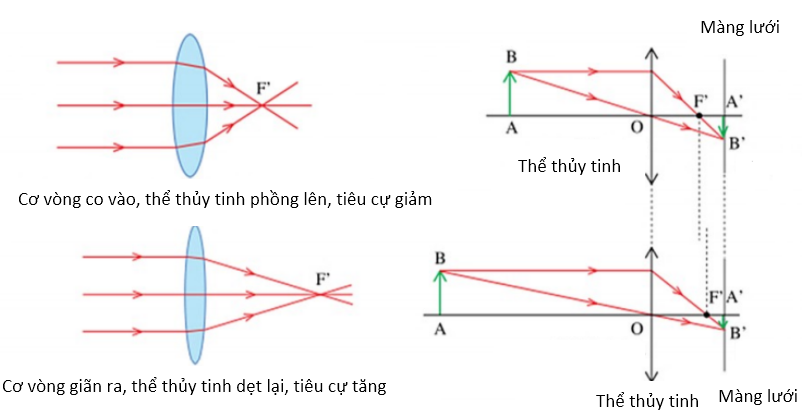 Màng lưới
B
F'
F'
A'
A
O
B'
Thể thủy tinh
Cơ vòng co vào, thể thủy tinh phồng lên, tiêu cự giảm
B
F'
F'
A'
A
O
B'
Cơ vòng giãn ra, thể thủy tinh dẹt lại, tiêu cự tăng
Thể thủy tinh
Màng lưới